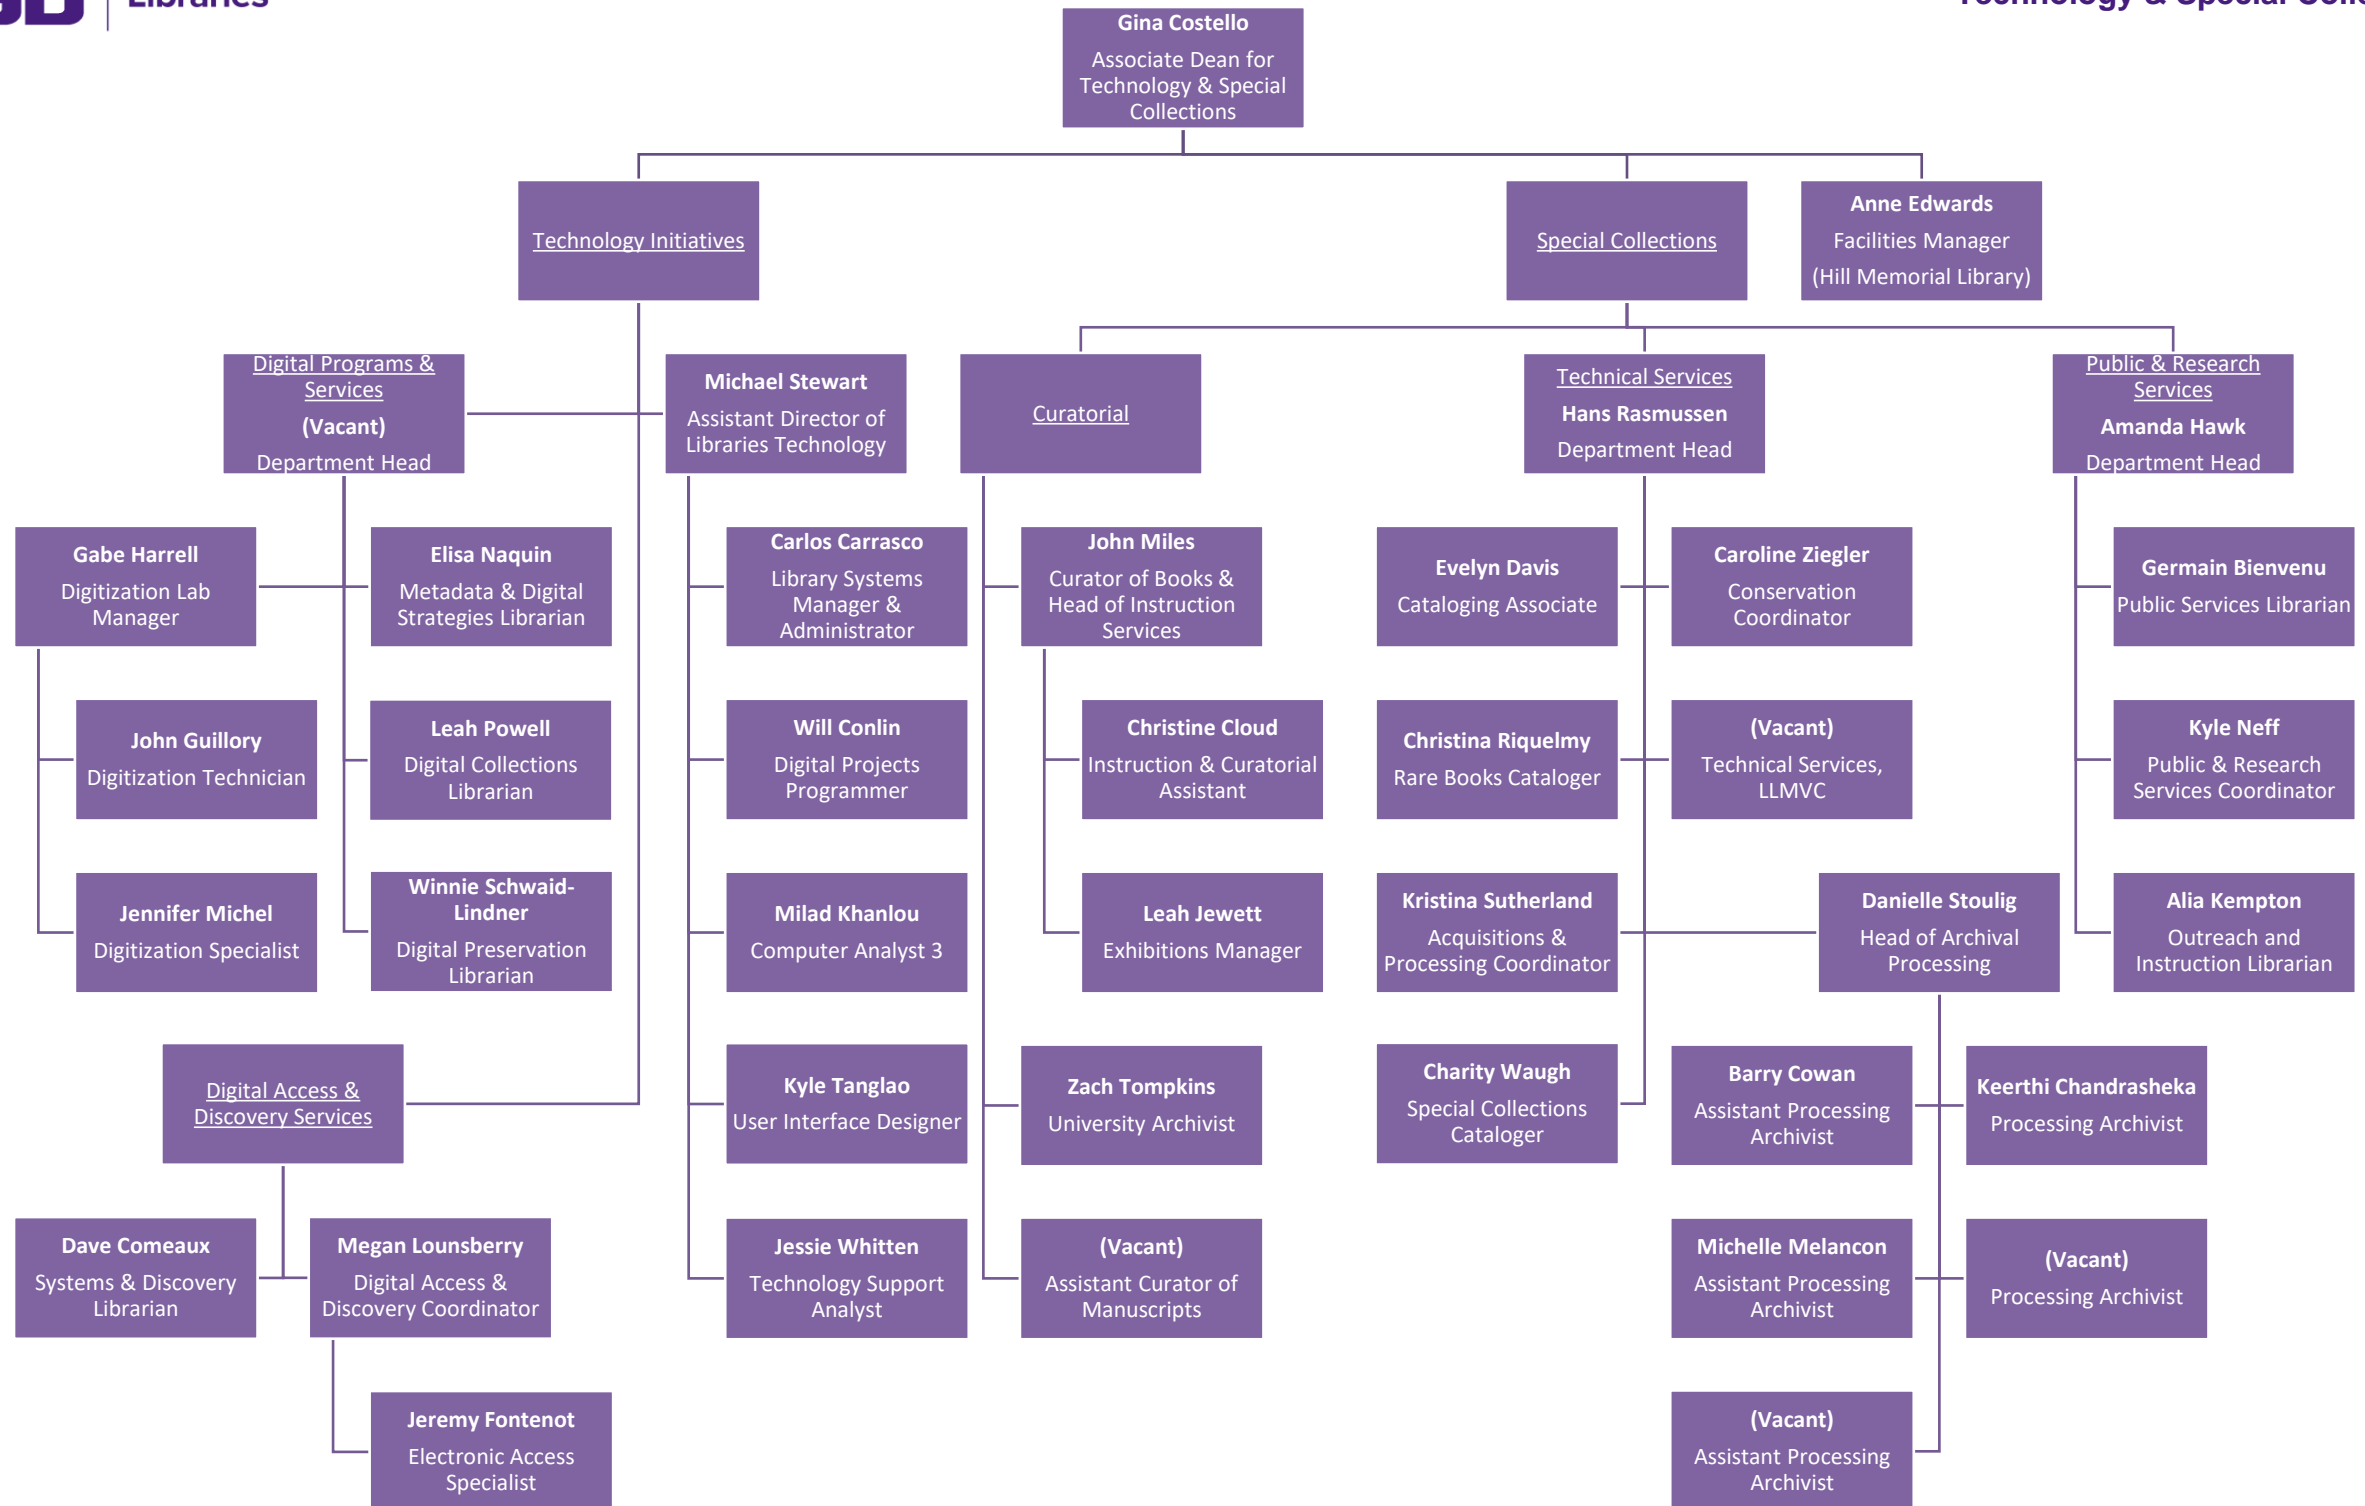 Libraries
Gina Costello
Associate Dean for
Technology & Special
Collections
Technology Initiatives
Special Collections
Anne Edwards
Facilities Manager
(Hill Memorial Library)
Digital Programs &
Services
(Vacant)
Department Head
Michael Stewart
Assistant Director of
Libraries Technology
Curatorial
Technical Services
Hans Rasmussen
Department Head
Public & Research
Services
Amanda Hawk
Department Head
Gabe Harrell
Digitization Lab
Manager
Elisa Naquin
Metadata & Digital
Strategies Librarian
Carlos Carrasco
Library Systems
Manager &
Administrator
John Miles
Curator of Books &
Head of Instruction
Services
Evelyn Davis
Cataloging Associate
Caroline Ziegler
Conservation
Coordinator
Germain Bienvenu
Public Services Librarian
John Guillory
Digitization Technician
Leah Powell
Digital Collections
Librarian
Will Conlin
Digital Projects
Programmer
Christine Cloud
Instruction & Curatorial
Assistant
Christina Riquelmy
Rare Books Cataloger
(Vacant)
Technical Services,
LLMVC
Kyle Neff
Public & Research
Services Coordinator
Jennifer Michel
Digitization Specialist
Winnie Schwaid-
Lindner
Digital Preservation
Librarian
Milad Khanlou
Computer Analyst 3
Leah Jewett
Exhibitions Manager
Kristina Sutherland
Acquisitions &
Processing Coordinator
Danielle Stoulig
Head of Archival
Processing
Alia Kempton
Outreach and
Instruction Librarian
Digital Access &
Discovery Services
Kyle Tanglao
User Interface Designer
Zach Tompkins
University Archivist
Charity Waugh
Special Collections
Cataloger
Barry Cowan
Assistant Processing
Archivist
Keerthi Chandrasheka
Processing Archivist
Dave Comeaux
Systems & Discovery
Librarian
Megan Lounsberry
Digital Access &
Discovery Coordinator
Jessie Whitten
Technology Support
Analyst
(Vacant)
Assistant Curator of
Manuscripts
Michelle Melancon
Assistant Processing
Archivist
(Vacant)
Processing Archivist
Jeremy Fontenot
Electronic Access
Specialist
(Vacant)
Assistant Processing
Archivist